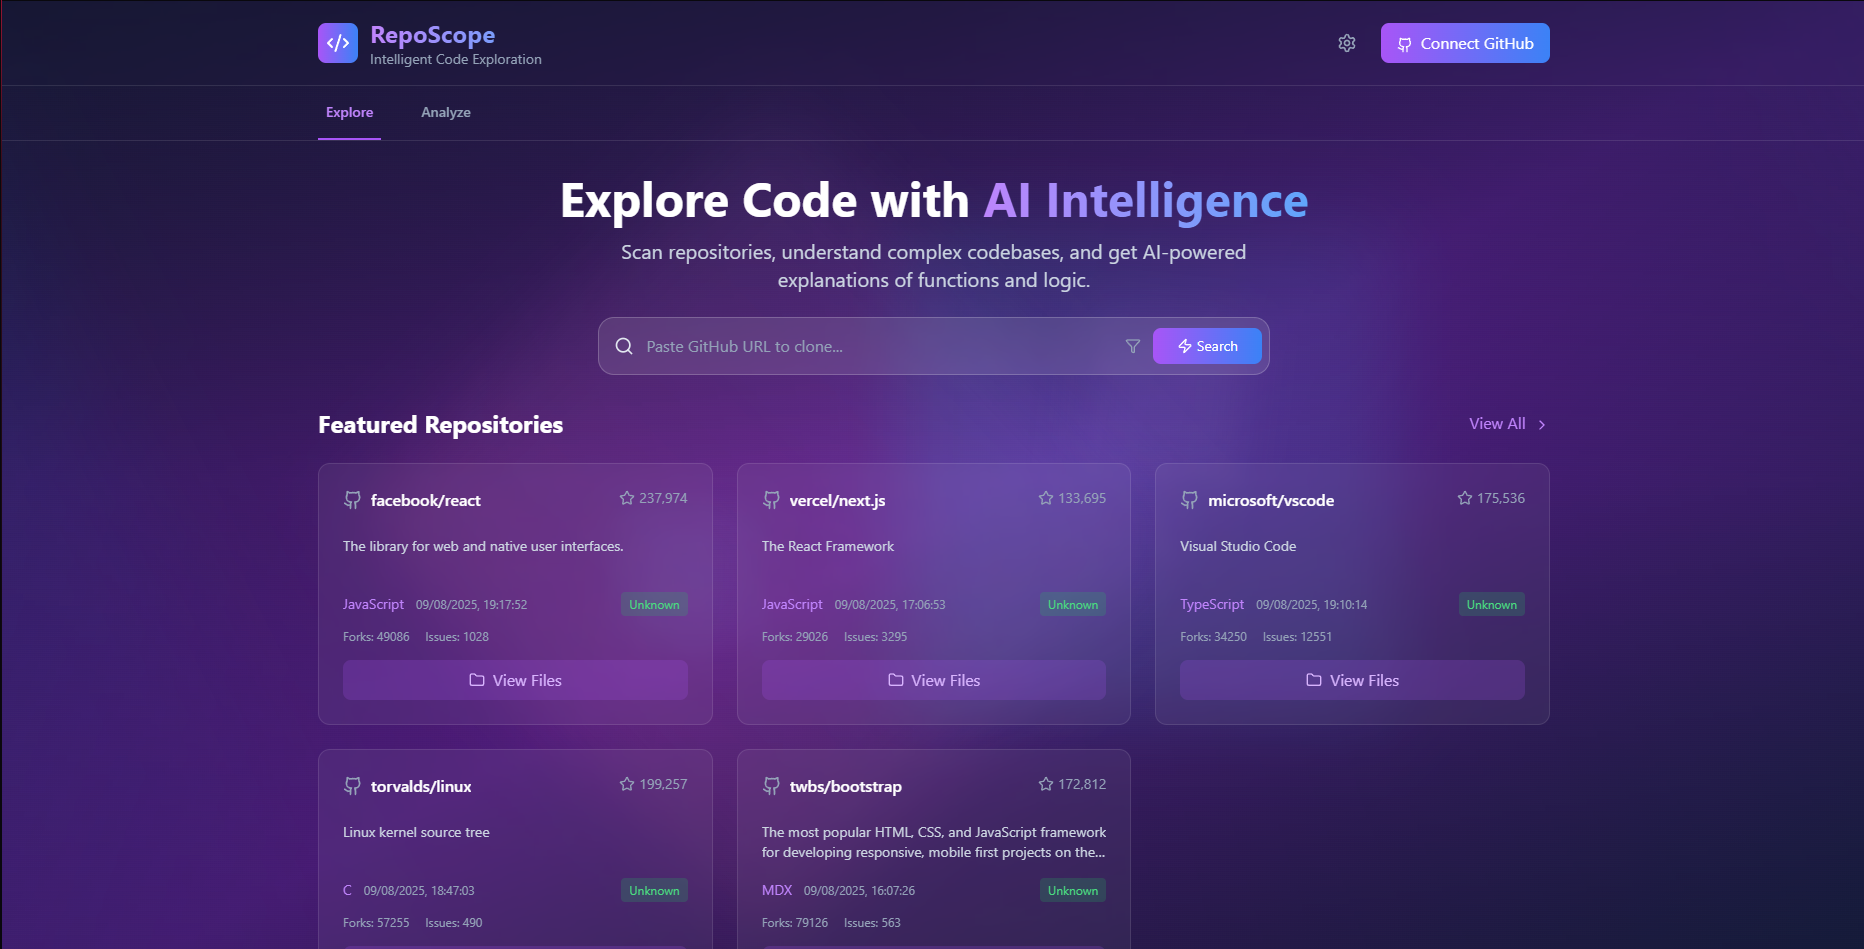 RepoScope
Intelligent Code Exploration
Connect GitHub
Explore
Analyze
Explore Code with AI Intelligence
Scan repositories, understand complex codebases, and get AI-powered
explanations of functions and logic.
Paste GitHub URL to clone...
Search
Featured Repositories
View All
facebook/react
237,974
The library for web and native user interfaces.
JavaScript 09/08/2025, 19:17:52
Unknown
Forks: 49086 Issues: 1028
View Files
vercel/next.js
133,695
The React Framework
JavaScript 09/08/2025, 17:06:53
Unknown
Forks: 29026 Issues: 3295
View Files
microsoft/vscode
175,536
Visual Studio Code
TypeScript 09/08/2025, 19:10:14
Unknown
Forks: 34250 Issues: 12551
View Files
torvalds/linux
199,257
Linux kernel source tree
C 09/08/2025, 18:47:03
Unknown
Forks: 57255 Issues: 490
twbs/bootstrap
172,812
The most popular HTML, CSS, and JavaScript framework
for developing responsive, mobile first projects on the...
MDX 09/08/2025, 16:07:26
Unknown
Forks: 79126 Issues: 563